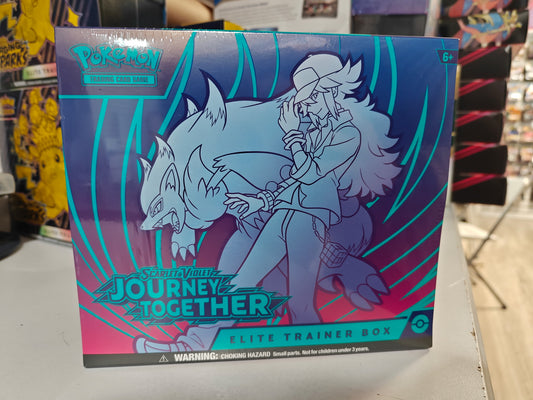 POKéMON
TRADING CARD GAME
6+
SCARLET & VIOLET
JOURNEY
TOGETHER
ELITE TRAINER BOX
WARNING: CHOKING HAZARD Small parts. Not for children under 3 years.